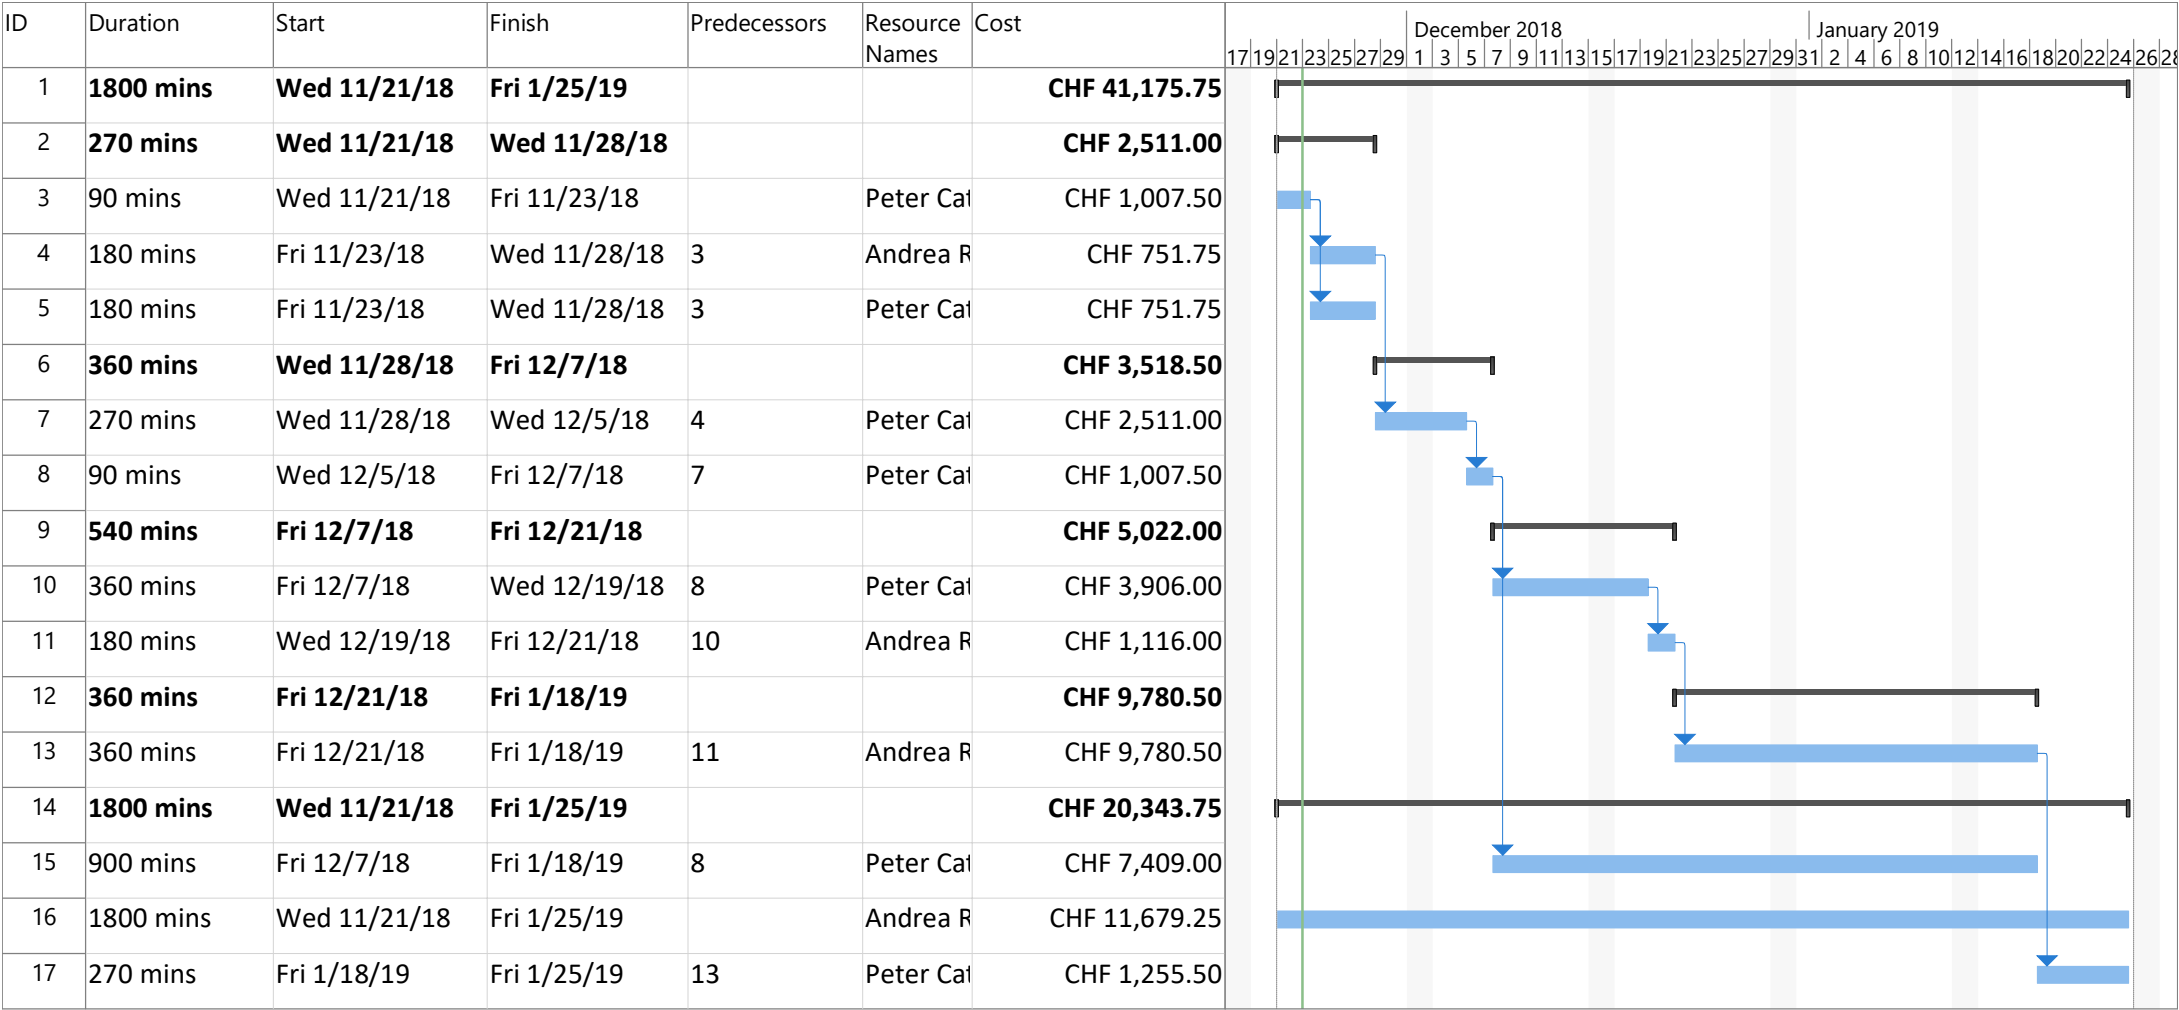 ID Duration Start Finish Predecessors Resource Names Cost
December 2018 January 2019
17 19 21 23 25 27 29 1 3 5 7 9 11 13 15 17 19 21 23 25 27 29 31 2 4 6 8 10 12 14 16 18 20 22 24 26 28
1 1800 mins Wed 11/21/18 Fri 1/25/19 CHF 41,175.75
2 270 mins Wed 11/21/18 Wed 11/28/18 CHF 2,511.00
3 90 mins Wed 11/21/18 Fri 11/23/18 Peter Cat CHF 1,007.50
4 180 mins Fri 11/23/18 Wed 11/28/18 3 Andrea R CHF 751.75
5 180 mins Fri 11/23/18 Wed 11/28/18 3 Peter Cat CHF 751.75
6 360 mins Wed 11/28/18 Fri 12/7/18 CHF 3,518.50
7 270 mins Wed 11/28/18 Wed 12/5/18 4 Peter Cat CHF 2,511.00
8 90 mins Wed 12/5/18 Fri 12/7/18 7 Peter Cat CHF 1,007.50
9 540 mins Fri 12/7/18 Fri 12/21/18 CHF 5,022.00
10 360 mins Fri 12/7/18 Wed 12/19/18 8 Peter Cat CHF 3,906.00
11 180 mins Wed 12/19/18 Fri 12/21/18 10 Andrea R CHF 1,116.00
12 360 mins Fri 12/21/18 Fri 1/18/19 CHF 9,780.50
13 360 mins Fri 12/21/18 Fri 1/18/19 11 Andrea R CHF 9,780.50
14 1800 mins Wed 11/21/18 Fri 1/25/19 CHF 20,343.75
15 900 mins Fri 12/7/18 Fri 1/18/19 8 Peter Cat CHF 7,409.00
16 1800 mins Wed 11/21/18 Fri 1/25/19 Andrea R CHF 11,679.25
17 270 mins Fri 1/18/19 Fri 1/25/19 13 Peter Cat CHF 1,255.50